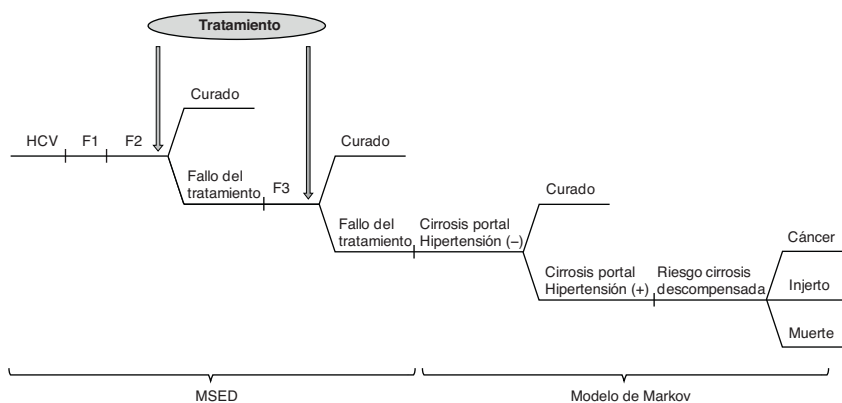 Tratamiento
Curado
HCV F1 F2
Curado
Fallo del
tratamiento
F3
Curado
Fallo del
tratamiento
Cirrosis portal
Hipertensión (–)
Cáncer
Cirrosis portal
Hipertensión (+)
Riesgo cirrosis
descompensada
Injerto
Muerte
MSED
Modelo de Markov